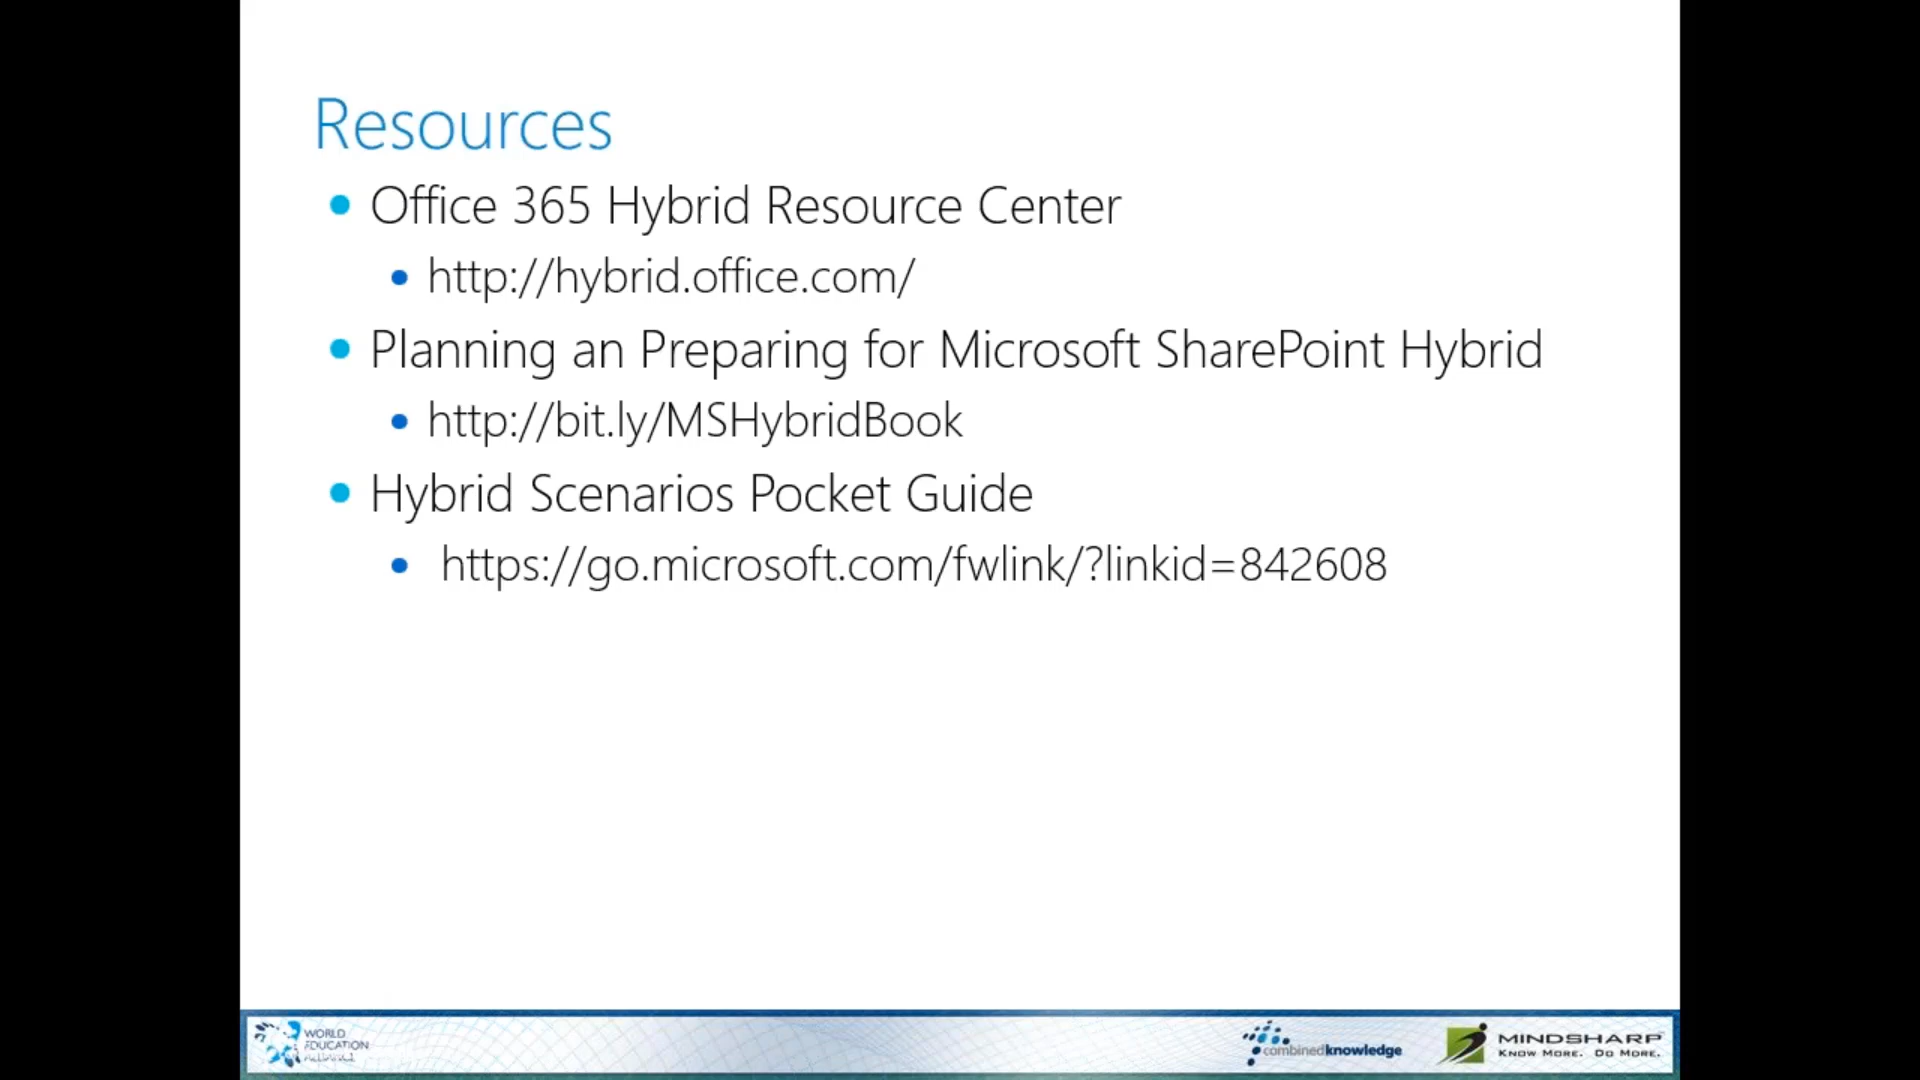 Resources
Office 365 Hybrid Resource Center
http://hybrid.office.com/
Planning an Preparing for Microsoft SharePoint Hybrid
http://bit.ly/MSHybridBook
Hybrid Scenarios Pocket Guide
https://go.microsoft.com/fwlink/?linkid=842608
WORLD
EDUCATION
ALLIANCE
combinedknowledge
MINDSHARP
KNOW MORE. DO MORE.